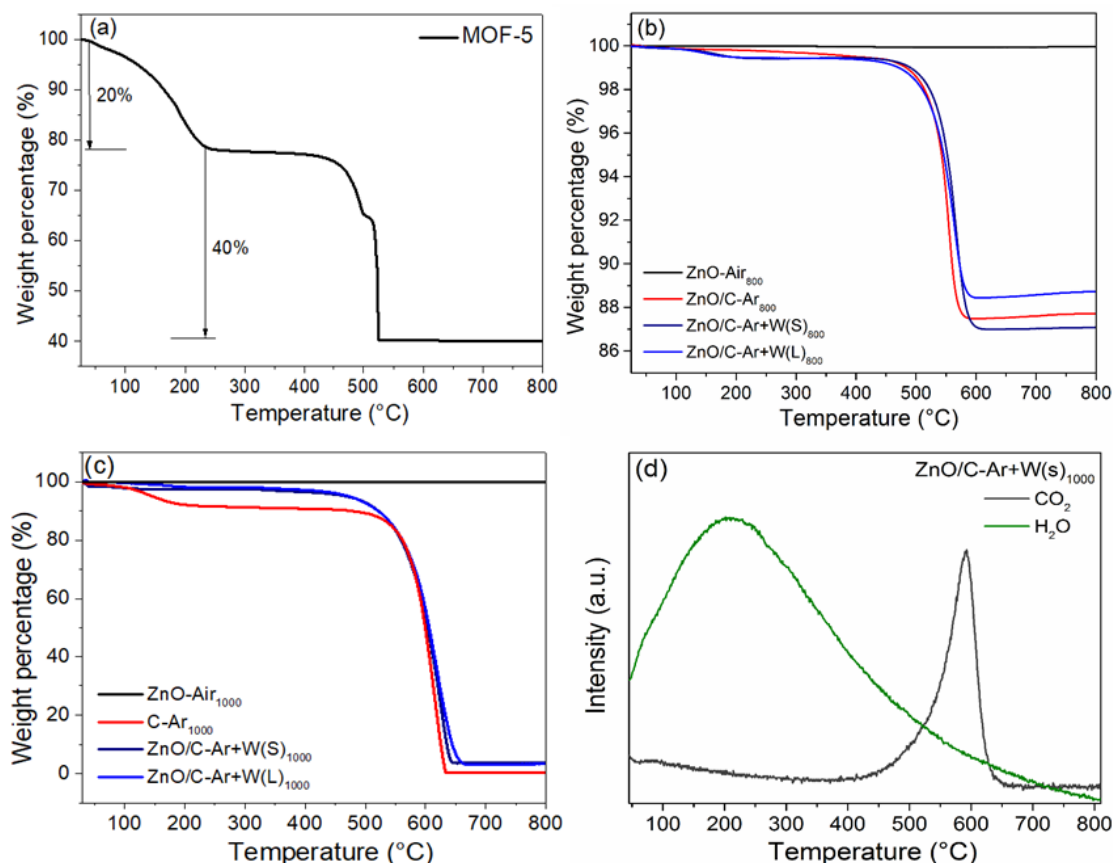 (a)
MOF-5
100
90
80
70
60
50
40
20%
40%
Weight percentage (%)
100 200 300 400 500 600 700 800
Temperature (°C)
(b)
100
98
96
94
92
90
88
86
Weight percentage (%)
ZnO-Air800
ZnO/C-Ar800
ZnO/C-Ar+W(S)800
ZnO/C-Ar+W(L)800
100 200 300 400 500 600 700 800
Temperature (°C)
(c)
100
80
60
40
20
0
Weight percentage (%)
ZnO-Air1000
C-Ar1000
ZnO/C-Ar+W(S)1000
ZnO/C-Ar+W(L)1000
100 200 300 400 500 600 700 800
Temperature (°C)
(d)
ZnO/C-Ar+W(s)1000
CO2
H2O
Intensity (a.u.)
100 200 300 400 500 600 700 800
Temperature (°C)